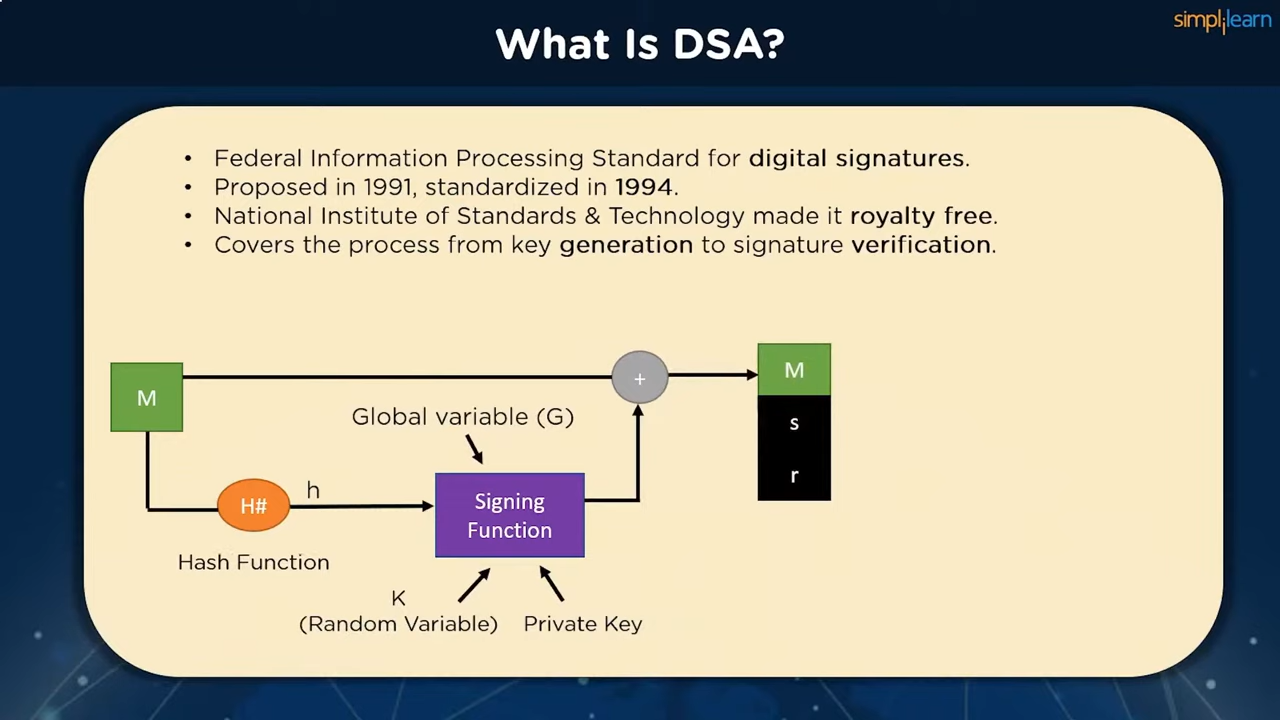 What Is DSA?
simplilearn
• Federal Information Processing Standard for digital signatures.
• Proposed in 1991, standardized in 1994.
• National Institute of Standards & Technology made it royalty free.
• Covers the process from key generation to signature verification.
M
+
M
s
r
Global variable (G)
H#
h
Signing
Function
Hash Function
K
(Random Variable)
Private Key